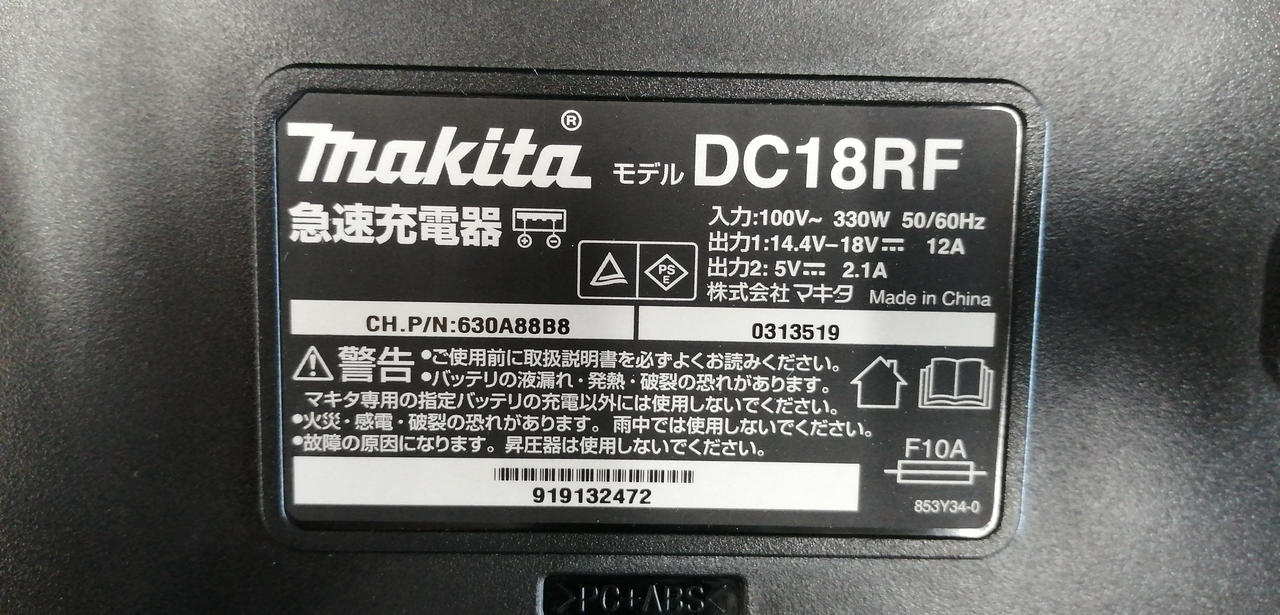 makita®
モデル DC18RF
急速充電器
入力:100V~ 330W 50/60Hz
出力1:14.4V-18V⎓ 12A
出力2: 5V⎓ 2.1A
PS
E
株式会社マキタ Made in China
CH.P/N:630A88B8
0313519
警告 •ご使用前に取扱説明書を必ずよくお読みください。
•バッテリの液漏れ・発熱・破裂の恐れがあります。
マキタ専用の指定バッテリの充電以外には使用しないでください。
•火災・感電・破裂の恐れがあります。雨中では使用しないでください。
•故障の原因になります。昇圧器は使用しないでください。
F10A
919132472
853Y34-0
>PC+ABS<